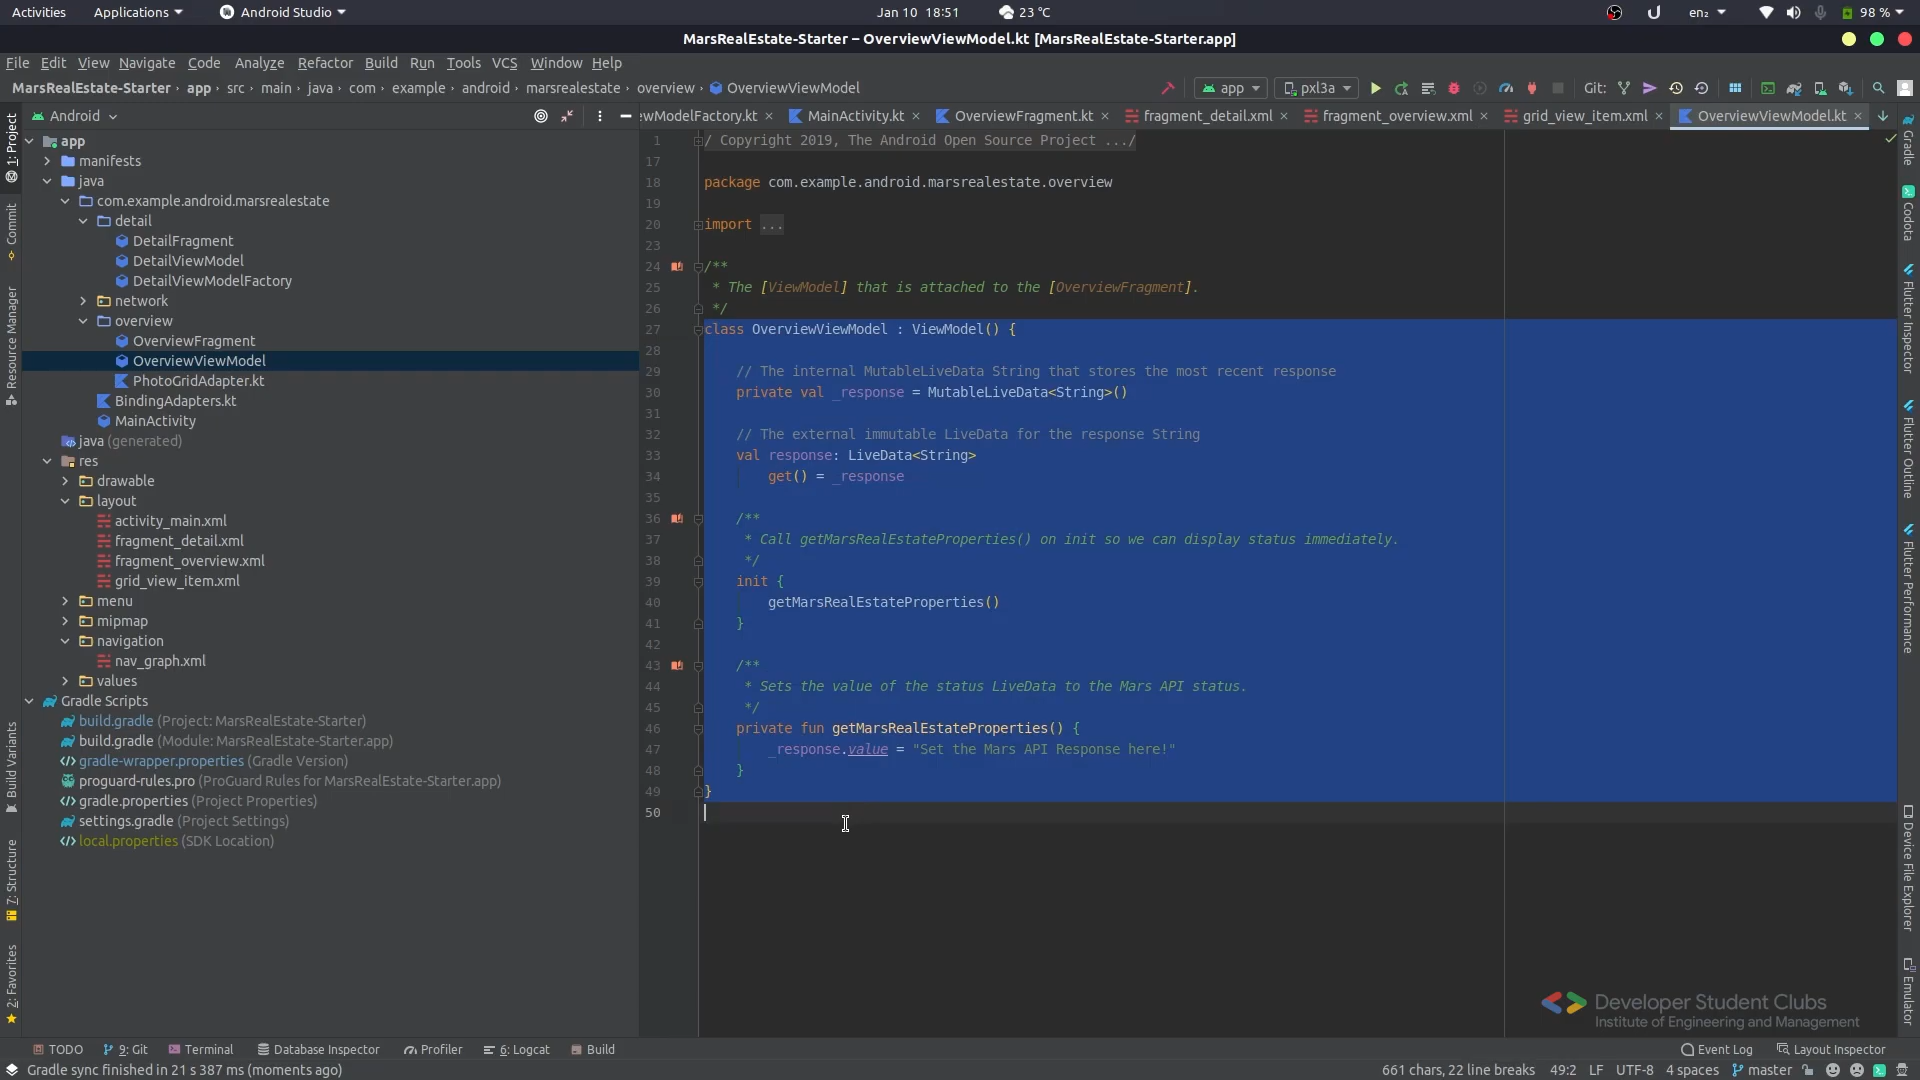 Activities Applications Android Studio Jan 10 18:51 23 °C en₂ 98 %
MarsRealEstate-Starter – OverviewViewModel.kt [MarsRealEstate-Starter.app]
File Edit View Navigate Code Analyze Refactor Build Run Tools VCS Window Help
MarsRealEstate-Starter › app › src › main › java › com › example › android › marsrealestate › overview › OverviewViewModel app pxl3a Git:
Android
ewModelFactory.kt MainActivity.kt OverviewFragment.kt fragment_detail.xml fragment_overview.xml grid_view_item.xml OverviewViewModel.kt
1: Project
Commit
Resource Manager
Build Variants
7: Structure
2: Favorites
app
manifests
java
com.example.android.marsrealestate
detail
DetailFragment
DetailViewModel
DetailViewModelFactory
network
overview
OverviewFragment
OverviewViewModel
PhotoGridAdapter.kt
BindingAdapters.kt
MainActivity
java (generated)
res
drawable
layout
activity_main.xml
fragment_detail.xml
fragment_overview.xml
grid_view_item.xml
menu
mipmap
navigation
nav_graph.xml
values
Gradle Scripts
build.gradle (Project: MarsRealEstate-Starter)
build.gradle (Module: MarsRealEstate-Starter.app)
gradle-wrapper.properties (Gradle Version)
proguard-rules.pro (ProGuard Rules for MarsRealEstate-Starter.app)
gradle.properties (Project Properties)
settings.gradle (Project Settings)
local.properties (SDK Location)
1 / Copyright 2019, The Android Open Source Project .../
17
18 package com.example.android.marsrealestate.overview
19
20 import ...
23
24 /**
25 * The [ViewModel] that is attached to the [OverviewFragment].
26 */
27 class OverviewViewModel : ViewModel() {
28
29 // The internal MutableLiveData String that stores the most recent response
30 private val _response = MutableLiveData<String>()
31
32 // The external immutable LiveData for the response String
33 val response: LiveData<String>
34 get() = _response
35
36 /**
37 * Call getMarsRealEstateProperties() on init so we can display status immediately.
38 */
39 init {
40 getMarsRealEstateProperties()
41 }
42
43 /**
44 * Sets the value of the status LiveData to the Mars API status.
45 */
46 private fun getMarsRealEstateProperties() {
47 _response.value = "Set the Mars API Response here!"
48 }
49 }
50
Gradle
Codota
Flutter Inspector
Flutter Outline
Flutter Performance
Device File Explorer
Emulator
Developer Student Clubs
Institute of Engineering and Management
TODO 9: Git Terminal Database Inspector Profiler 6: Logcat Build Event Log Layout Inspector
Gradle sync finished in 21 s 387 ms (moments ago) 661 chars, 22 line breaks 49:2 LF UTF-8 4 spaces master